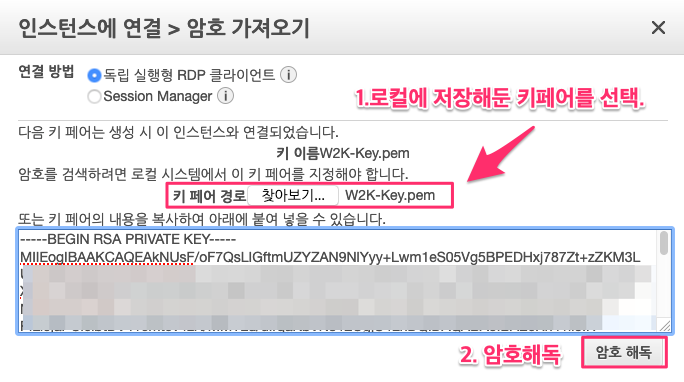 인스턴스에 연결 > 암호 가져오기
연결 방법 독립 실행형 RDP 클라이언트
Session Manager
1.로컬에 저장해둔 키페어를 선택.
다음 키 페어는 생성 시 이 인스턴스와 연결되었습니다.
키 이름W2K-Key.pem
암호를 검색하려면 로컬 시스템에서 이 키 페어를 지정해야 합니다.
키 페어 경로 찾아보기... W2K-Key.pem
또는 키 페어의 내용을 복사하여 아래에 붙여 넣을 수 있습니다.
-----BEGIN RSA PRIVATE KEY-----
MIIEogIBAAKCAQEAkNUsF/oF7QsLIGftmUZYZAN9NlYyy+Lwm1eS05Vg5BPEDHxj787Zt+zZKM3L
2. 암호해독 암호 해독